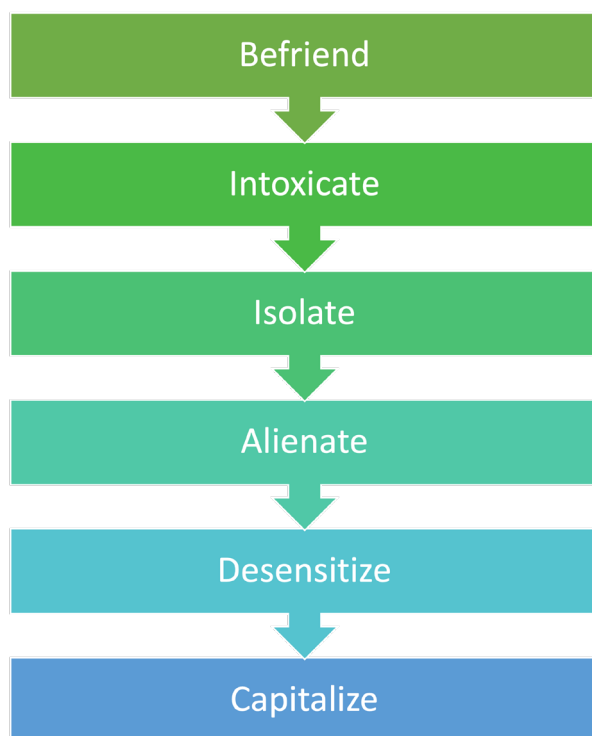 Befriend
Intoxicate
Isolate
Alienate
Desensitize
Capitalize